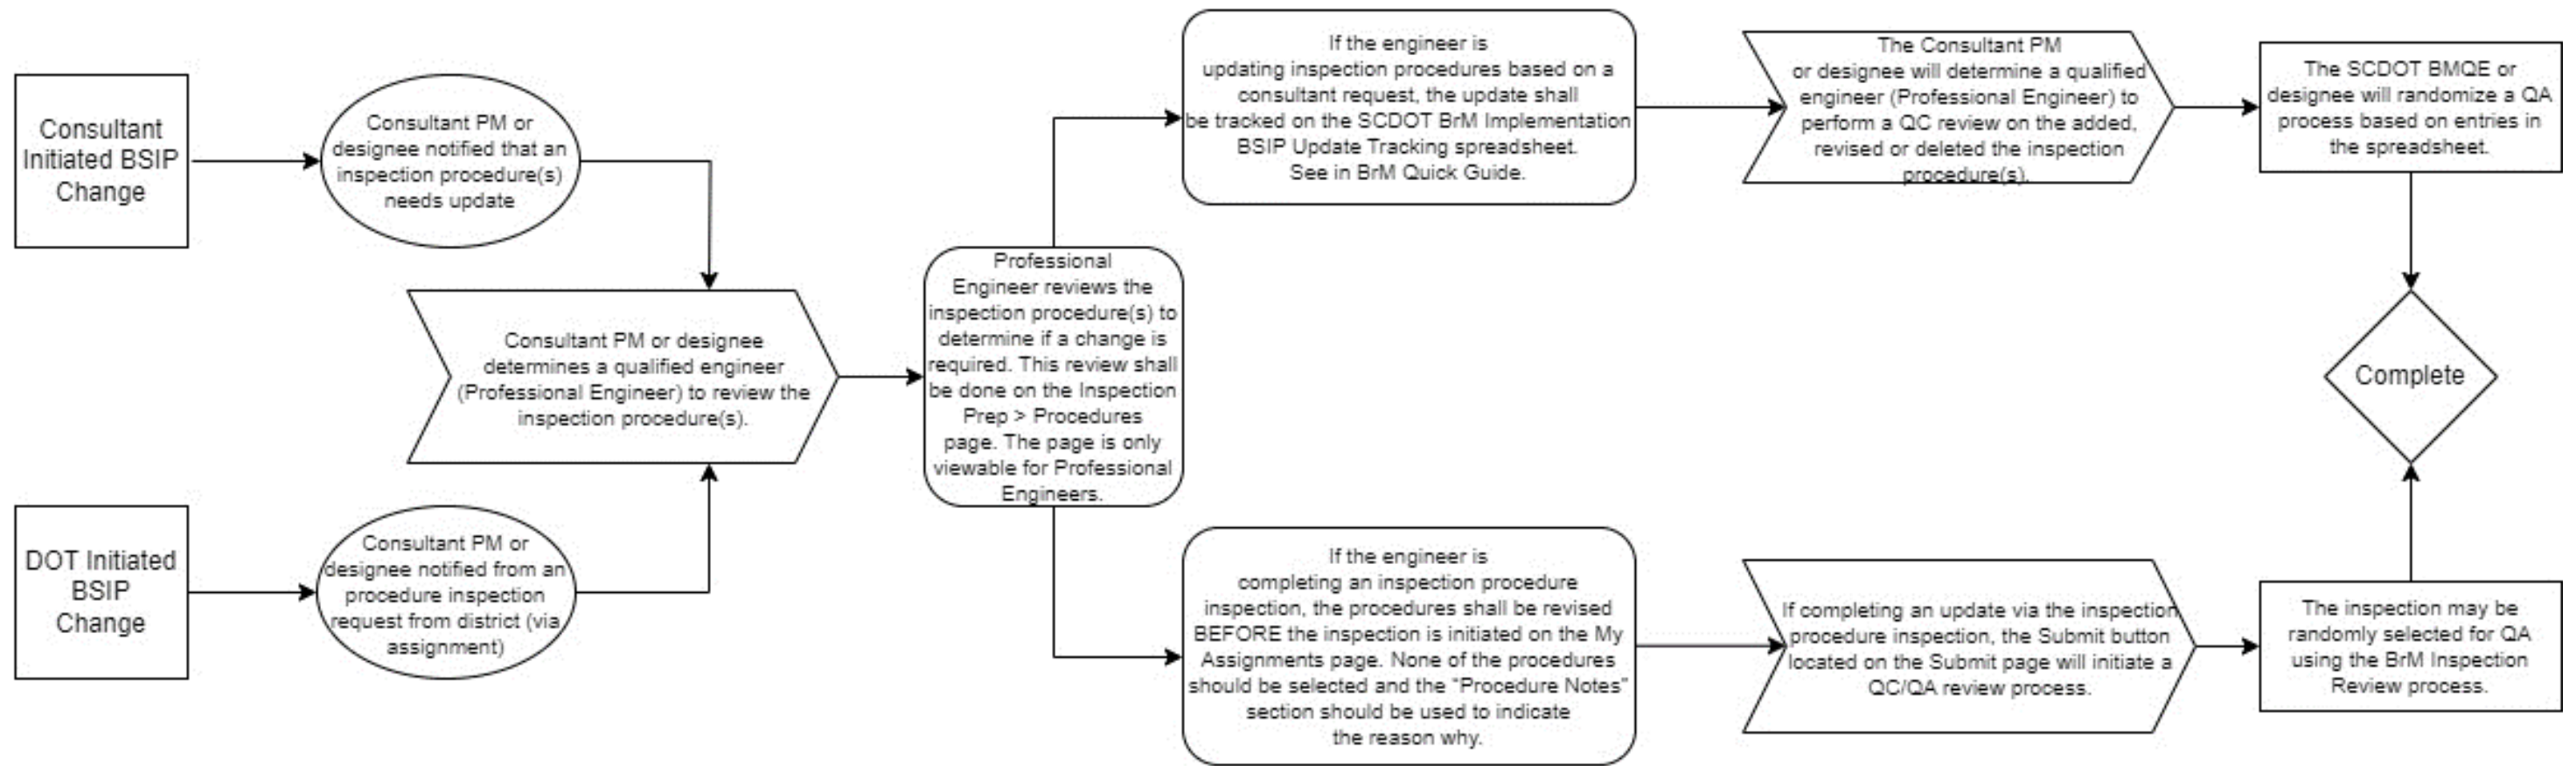 Consultant
Initiated BSIP
Change
Consultant PM or
designee notified that an
inspection procedure(s)
needs update
DOT Initiated
BSIP
Change
Consultant PM or
designee notified from an
procedure inspection
request from district (via
assignment)
Consultant PM or designee
determines a qualified engineer
(Professional Engineer) to review the
inspection procedure(s).
Professional
Engineer reviews the
inspection procedure(s) to
determine if a change is
required. This review shall
be done on the Inspection
Prep > Procedures
page. The page is only
viewable for Professional
Engineers.
If the engineer is
updating inspection procedures based on a
consultant request, the update shall
be tracked on the SCDOT BrM Implementation
BSIP Update Tracking spreadsheet.
See in BrM Quick Guide.
The Consultant PM
or designee will determine a qualified
engineer (Professional Engineer) to
perform a QC review on the added,
revised or deleted the inspection
procedure(s).
The SCDOT BMQE or
designee will randomize a QA
process based on entries in
the spreadsheet.
If the engineer is
completing an inspection procedure
inspection, the procedures shall be revised
BEFORE the inspection is initiated on the My
Assignments page. None of the procedures
should be selected and the "Procedure Notes"
section should be used to indicate
the reason why.
If completing an update via the inspection
procedure inspection, the Submit button
located on the Submit page will initiate a
QC/QA review process.
The inspection may be
randomly selected for QA
using the BrM Inspection
Review process.
Complete